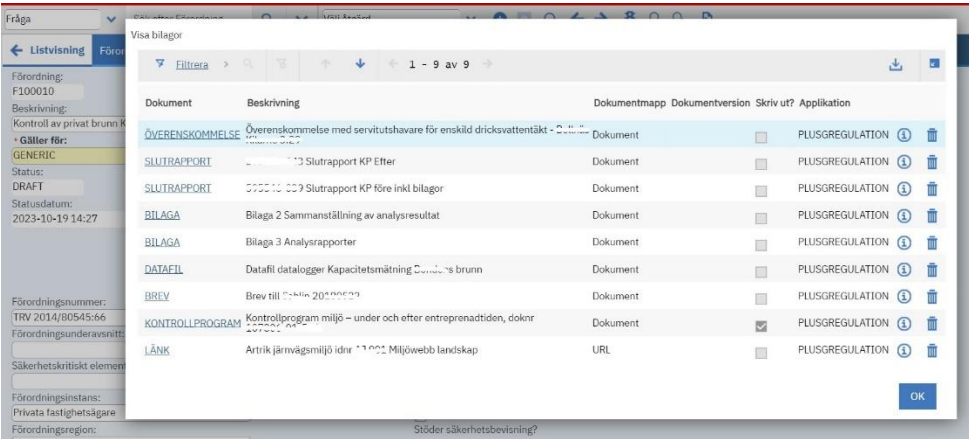 Fråga
Välj åtgärd
Listvisning
Visa bilagor
Filtrera
1 - 9 av 9
Dokument Beskrivning Dokumentmapp Dokumentversion Skriv ut? Applikation
ÖVERENSKOMMELSE Överenskommelse med servitutshavare för enskild dricksvattentäkt - Dokument PLUSGREGULATION
SLUTRAPPORT Slutrapport KP Efter Dokument PLUSGREGULATION
SLUTRAPPORT Slutrapport KP före inkl bilagor Dokument PLUSGREGULATION
BILAGA Bilaga 2 Sammanställning av analysresultat Dokument PLUSGREGULATION
BILAGA Bilaga 3 Analysrapporter Dokument PLUSGREGULATION
DATAFIL Datafil datalogger Kapacitetsmätning brunn Dokument PLUSGREGULATION
BREV Brev till Dokument PLUSGREGULATION
KONTROLLPROGRAM Kontrollprogram miljö – under och efter entreprenadtiden, doknr Dokument PLUSGREGULATION
LÄNK Artrik järnvägsmiljö idnr Miljöwebb landskap URL PLUSGREGULATION
OK
Förordning:
F100010
Beskrivning:
Kontroll av privat brunn K
* Gäller för:
GENERIC
Status:
DRAFT
Statusdatum:
2023-10-19 14:27
Förordningsnummer:
TRV 2014/80545:66
Förordningsunderavsnitt:
Säkerhetskritiskt element
Förordningsinstans:
Privata fastighetsägare
Förordningsregion:
Stöder säkerhetsbevisning?